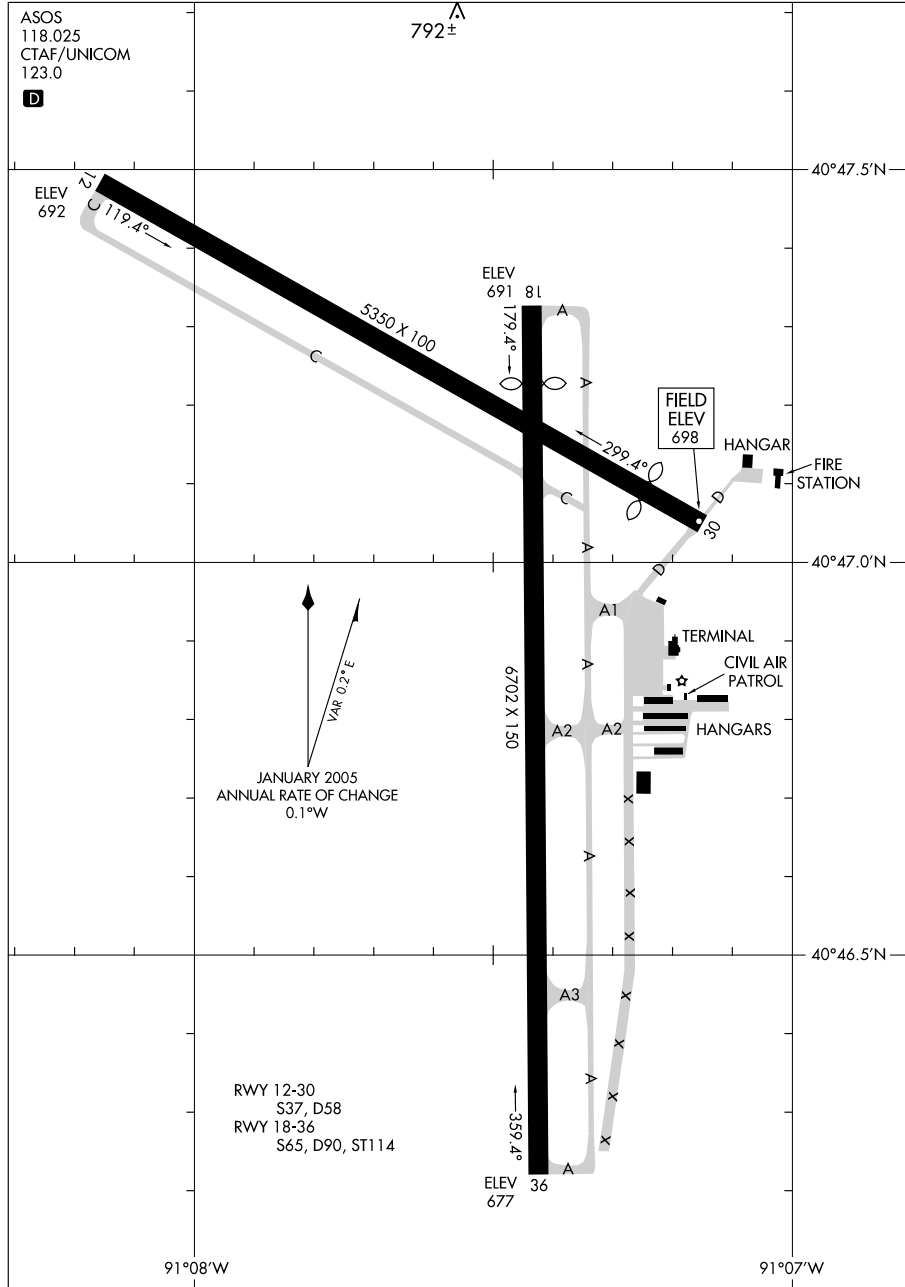 ASOS
118.025
CTAF/UNICOM
123.0
D
792±
40°47.5'N
12
ELEV
692
C
119.4°
ELEV
691
18
A
179.4°
5350 X 100
C
A
FIELD
ELEV
698
HANGAR
FIRE
STATION
299.4°
D
C
30
A
40°47.0'N
D
A1
VAR 0.2° E
TERMINAL
A
CIVIL AIR
PATROL
6702 X 150
A2
A2
HANGARS
JANUARY 2005
ANNUAL RATE OF CHANGE
0.1°W
X
X
A
X
X
40°46.5'N
A3
X
X
A
X
RWY 12-30
S37, D58
RWY 18-36
S65, D90, ST114
359.4°
X
A
ELEV
677
36
91°08'W
91°07'W